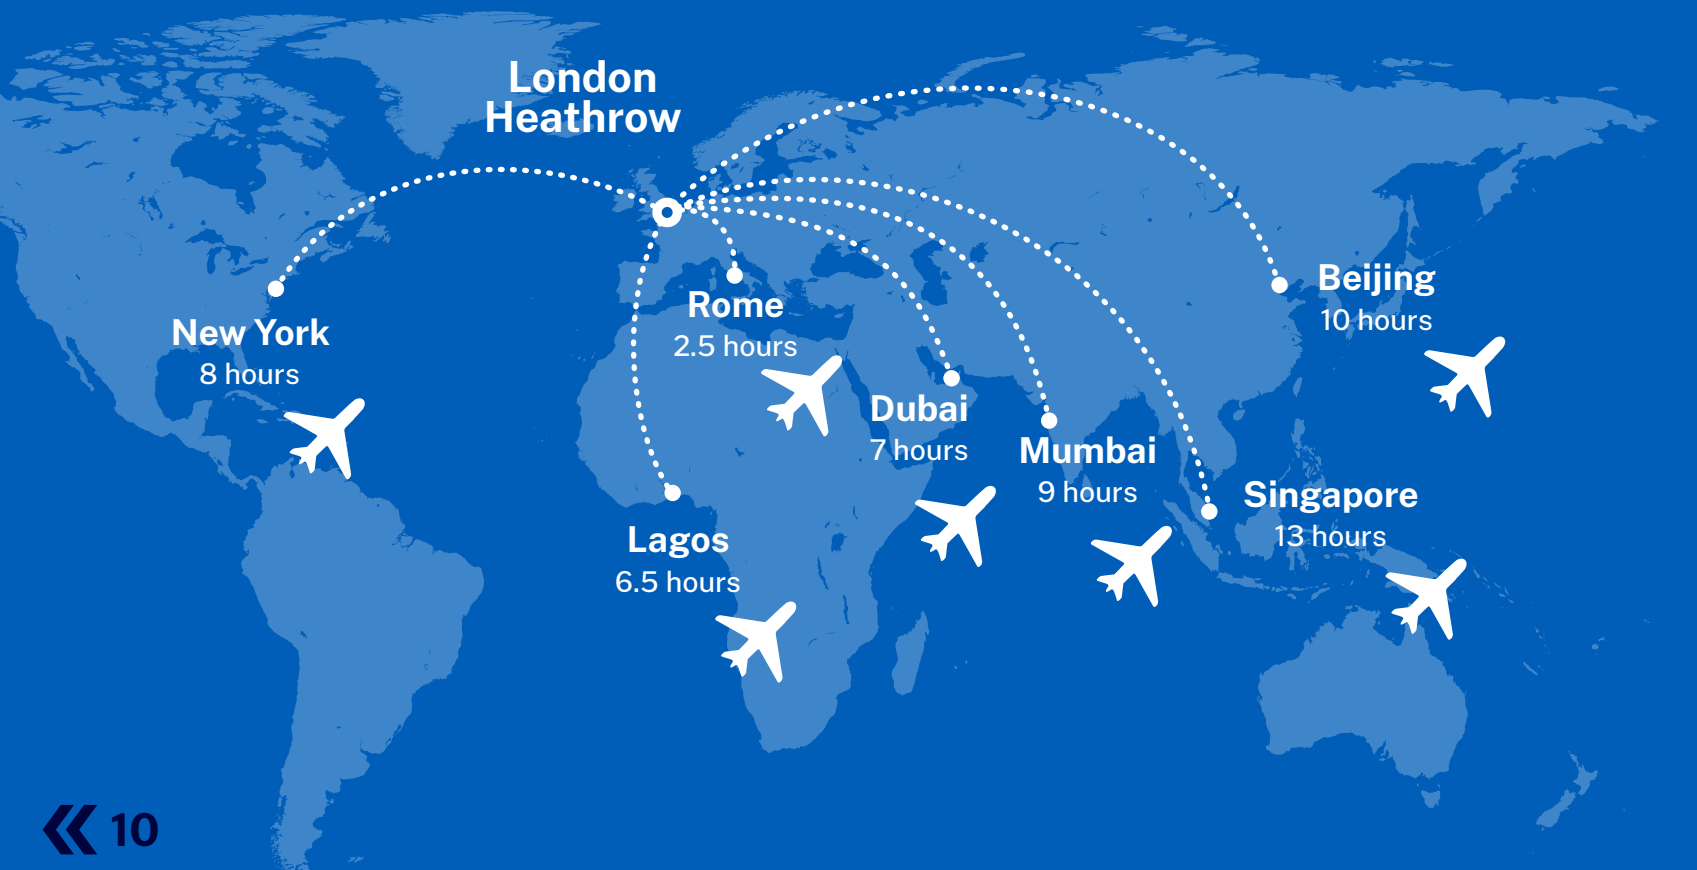 London
Heathrow
New York
8 hours
Rome
2.5 hours
Lagos
6.5 hours
Dubai
7 hours
Mumbai
9 hours
Singapore
13 hours
Beijing
10 hours
10